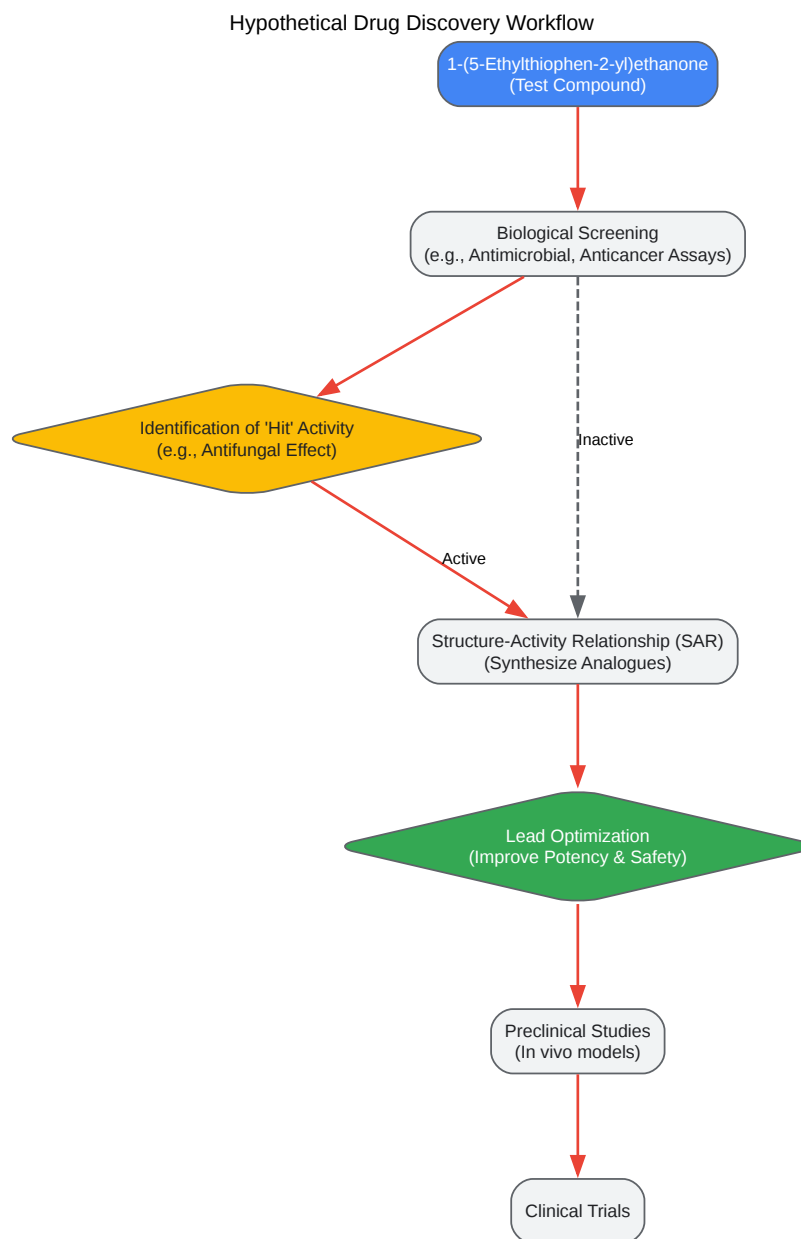 Hypothetical Drug Discovery Workflow
1-(5-Ethylthiophen-2-yl)ethanone
(Test Compound)
Biological Screening
(e.g., Antimicrobial, Anticancer Assays)
Identification of 'Hit' Activity
(e.g., Antifungal Effect)
Inactive
Active
Structure-Activity Relationship (SAR)
(Synthesize Analogues)
Lead Optimization
(Improve Potency & Safety)
Preclinical Studies
(In vivo models)
Clinical Trials